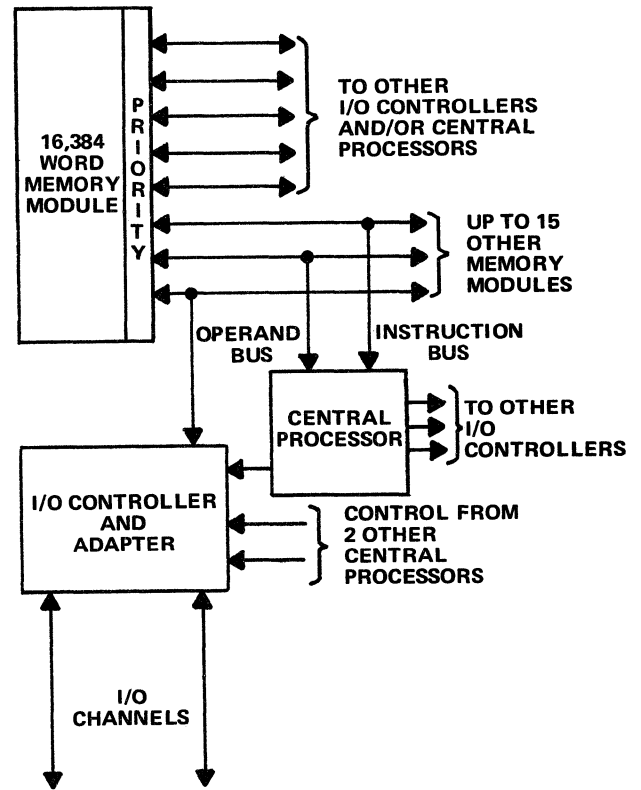 16,384
WORD
MEMORY
MODULE
PRIORITY
TO OTHER
I/O CONTROLLERS
AND/OR CENTRAL
PROCESSORS
UP TO 15
OTHER
MEMORY
MODULES
OPERAND
BUS
INSTRUCTION
BUS
CENTRAL
PROCESSOR
TO OTHER
I/O
CONTROLLERS
I/O CONTROLLER
AND
ADAPTER
CONTROL FROM
2 OTHER
CENTRAL
PROCESSORS
I/O
CHANNELS